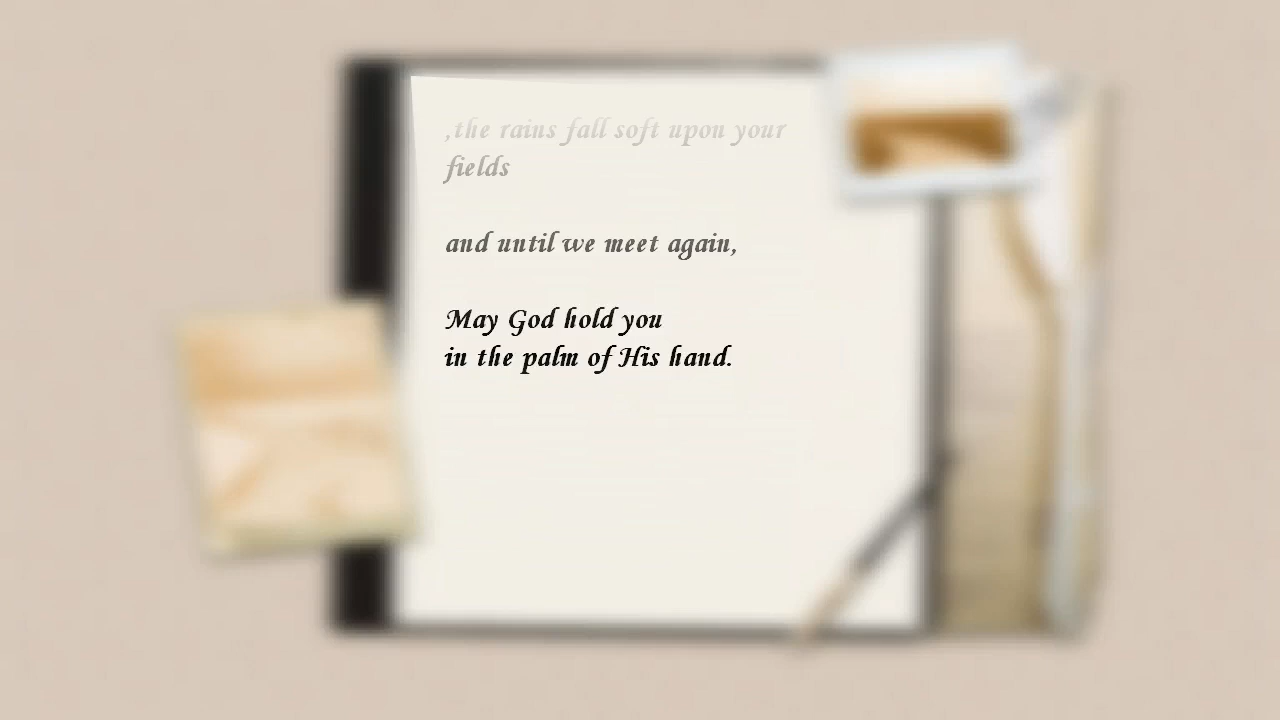 ,the rains fall soft upon your
fields
and until we meet again,
May God hold you
in the palm of His hand.